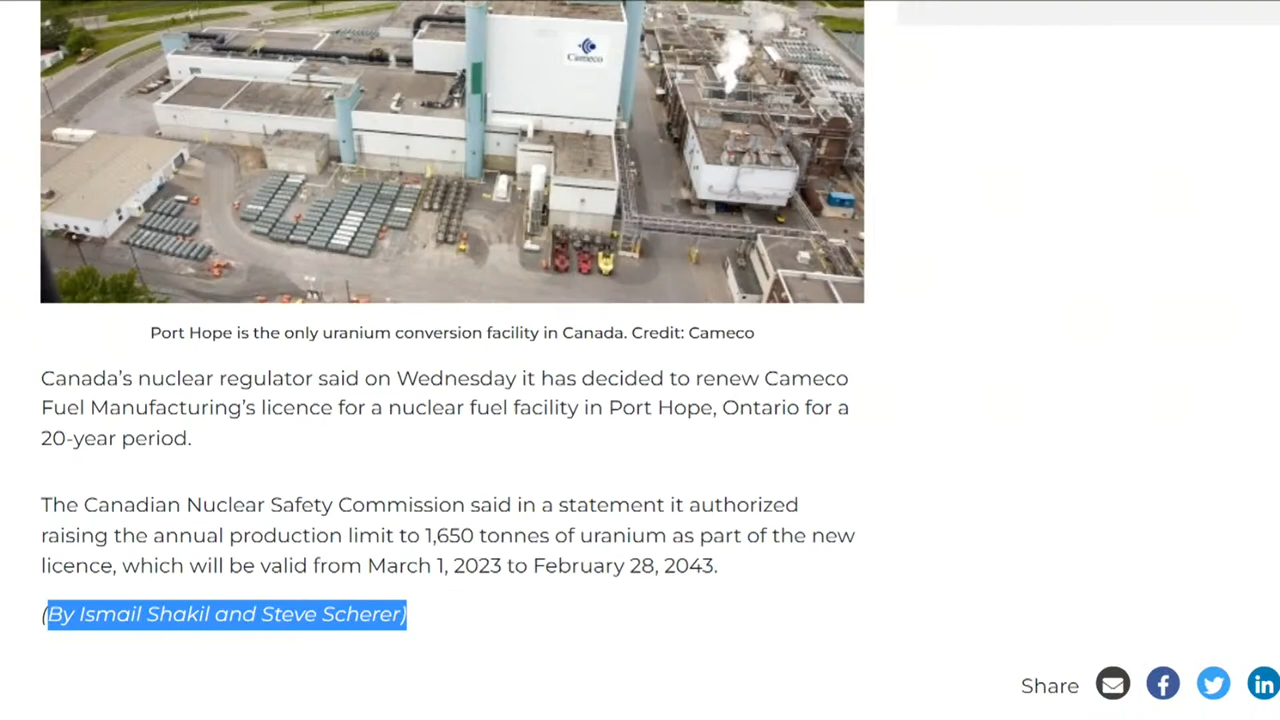 Cameco
Port Hope is the only uranium conversion facility in Canada. Credit: Cameco
Canada’s nuclear regulator said on Wednesday it has decided to renew Cameco
Fuel Manufacturing’s licence for a nuclear fuel facility in Port Hope, Ontario for a
20-year period.
The Canadian Nuclear Safety Commission said in a statement it authorized
raising the annual production limit to 1,650 tonnes of uranium as part of the new
licence, which will be valid from March 1, 2023 to February 28, 2043.
(By Ismail Shakil and Steve Scherer)
Share
in